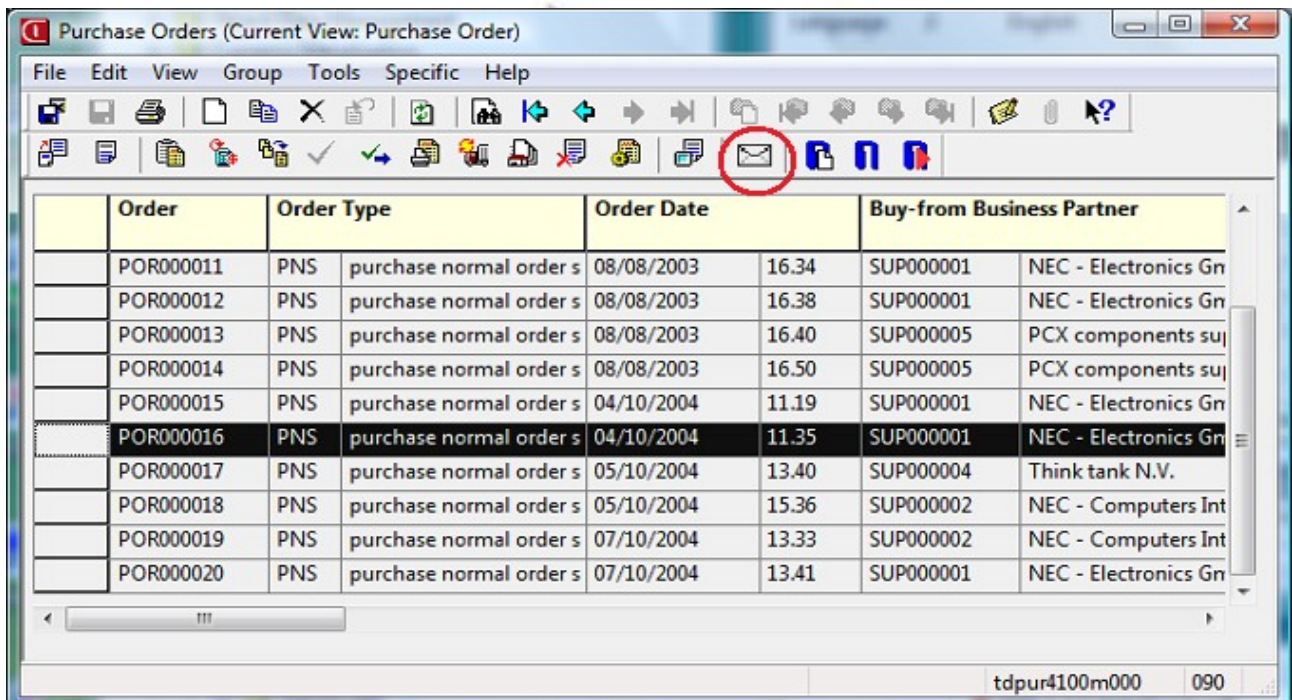 Purchase Orders (Current View: Purchase Order)
File Edit View Group Tools Specific Help
Order Order Type Order Date Buy-from Business Partner
POR000011 PNS purchase normal order s 08/08/2003 16.34 SUP000001 NEC - Electronics Gm
POR000012 PNS purchase normal order s 08/08/2003 16.38 SUP000001 NEC - Electronics Gm
POR000013 PNS purchase normal order s 08/08/2003 16.40 SUP000005 PCX components sup
POR000014 PNS purchase normal order s 08/08/2003 16.50 SUP000005 PCX components sup
POR000015 PNS purchase normal order s 04/10/2004 11.19 SUP000001 NEC - Electronics Gm
POR000016 PNS purchase normal order s 04/10/2004 11.35 SUP000001 NEC - Electronics Gm
POR000017 PNS purchase normal order s 05/10/2004 13.40 SUP000004 Think tank N.V.
POR000018 PNS purchase normal order s 05/10/2004 15.36 SUP000002 NEC - Computers Int
POR000019 PNS purchase normal order s 07/10/2004 13.33 SUP000002 NEC - Computers Int
POR000020 PNS purchase normal order s 07/10/2004 13.41 SUP000001 NEC - Electronics Gm
tdpur4100m000 090